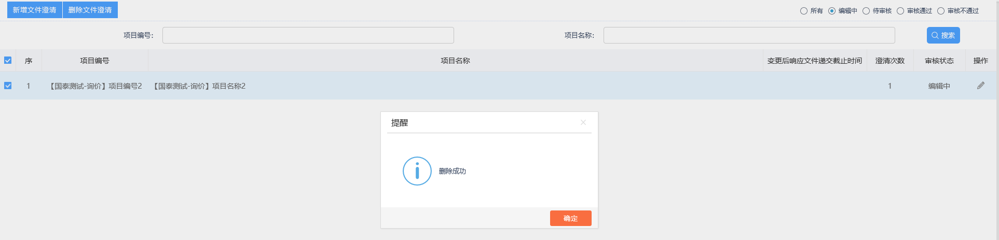 新增文件澄清 删除文件澄清 所有 编辑中 待审核 审核通过 审核不通过
项目编号： 项目名称： 搜索
序 项目编号 项目名称 变更后响应文件递交截止时间 澄清次数 审核状态 操作
1 【国泰测试-询价】项目编号2 【国泰测试-询价】项目名称2 1 编辑中
提醒
删除成功
确定